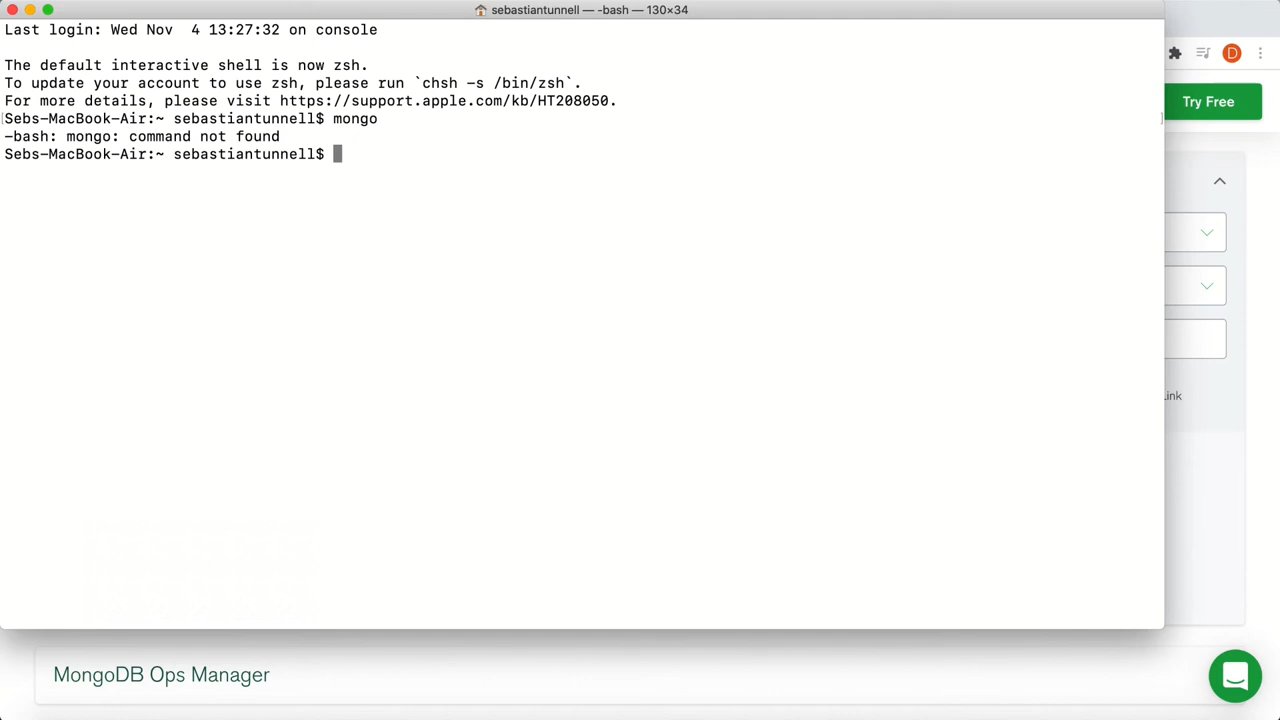 sebastiantunnell — -bash — 130×34
Last login: Wed Nov  4 13:27:32 on console
The default interactive shell is now zsh.
To update your account to use zsh, please run `chsh -s /bin/zsh`.
For more details, please visit https://support.apple.com/kb/HT208050.
Sebs-MacBook-Air:~ sebastiantunnell$ mongo
-bash: mongo: command not found
Sebs-MacBook-Air:~ sebastiantunnell$
D
Try Free
Link
MongoDB Ops Manager